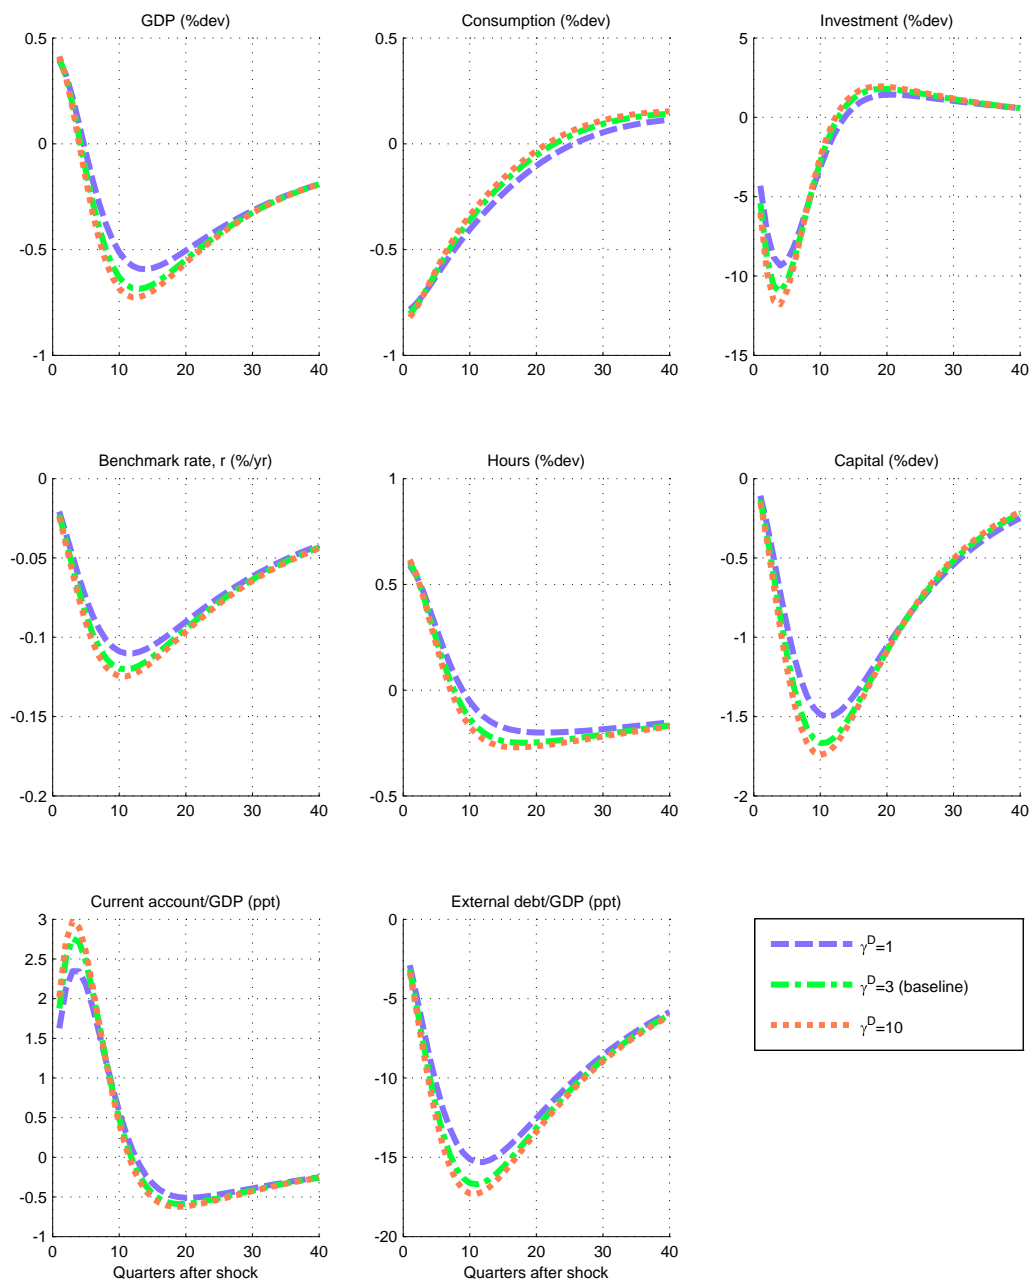 GDP (%dev)
Consumption (%dev)
Investment (%dev)
0.5
0
-0.5
-1
0 10 20 30 40
0.5
0
-0.5
-1
0 10 20 30 40
5
0
-5
-10
-15
0 10 20 30 40
Benchmark rate, r (%/yr)
Hours (%dev)
Capital (%dev)
0
-0.05
-0.1
-0.15
-0.2
0 10 20 30 40
1
0.5
0
-0.5
0 10 20 30 40
0
-0.5
-1
-1.5
-2
0 10 20 30 40
Current account/GDP (ppt)
External debt/GDP (ppt)
3
2.5
2
1.5
1
0.5
0
-0.5
-1
0 10 20 30 40
Quarters after shock
0
-5
-10
-15
-20
0 10 20 30 40
Quarters after shock
γᴰ=1
γᴰ=3 (baseline)
γᴰ=10